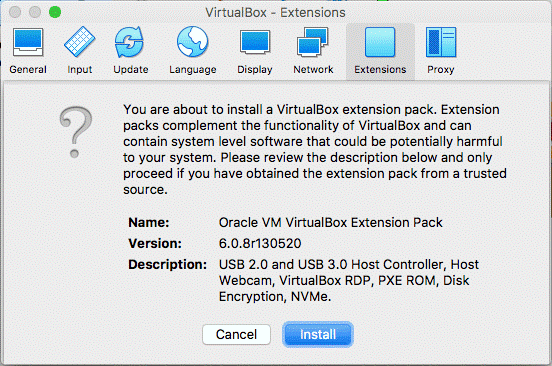 VirtualBox - Extensions
General Input Update Language Display Network Extensions Proxy
?
You are about to install a VirtualBox extension pack. Extension
packs complement the functionality of VirtualBox and can
contain system level software that could be potentially harmful
to your system. Please review the description below and only
proceed if you have obtained the extension pack from a trusted
source.
Name: Oracle VM VirtualBox Extension Pack
Version: 6.0.8r130520
Description: USB 2.0 and USB 3.0 Host Controller, Host
Webcam, VirtualBox RDP, PXE ROM, Disk
Encryption, NVMe.
Cancel Install